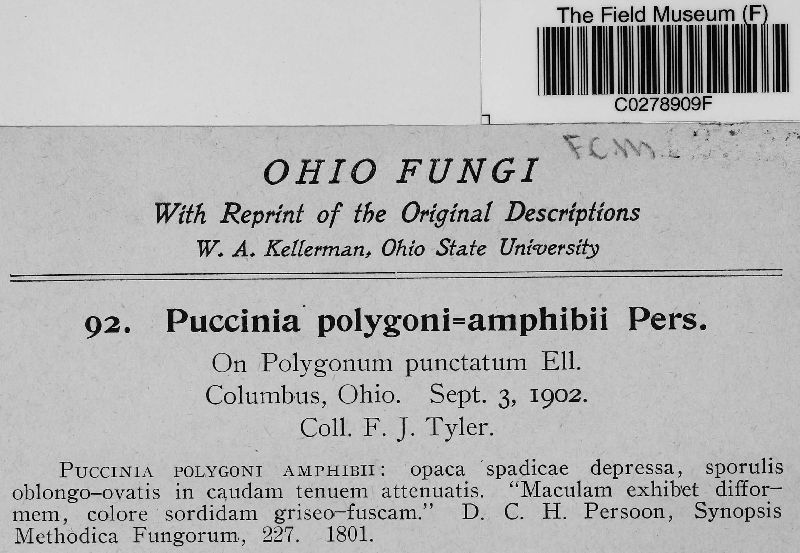 The Field Museum (F)
C0278909F
FCM.
OHIO FUNGI
With Reprint of the Original Descriptions
W. A. Kellerman, Ohio State University
92. Puccinia polygoni=amphibii Pers.
On Polygonum punctatum Ell.
Columbus, Ohio. Sept. 3, 1902.
Coll. F. J. Tyler.
PUCCINIA POLYGONI AMPHIBII: opaca spadicae depressa, sporulis
oblongo-ovatis in caudam tenuem attenuatis. "Maculam exhibet diffor-
mem, colore sordidam griseo-fuscam." D. C. H. Persoon, Synopsis
Methodica Fungorum, 227. 1801.